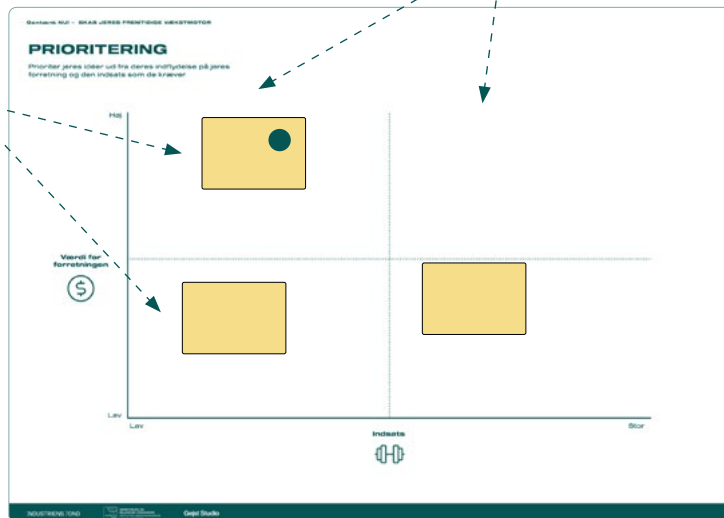 Genstart NU! - SKAB JERES FREMTIDIGE VÆKSTMOTOR
PRIORITERING
Prioriter jeres idéer ud fra deres indflydelse på jeres
forretning og den indsats som de kræver
Høj
Værdi for
forretningen
$
Lav
Lav
Stor
Indsats
INDUSTRIENS FOND
Gejst Studio